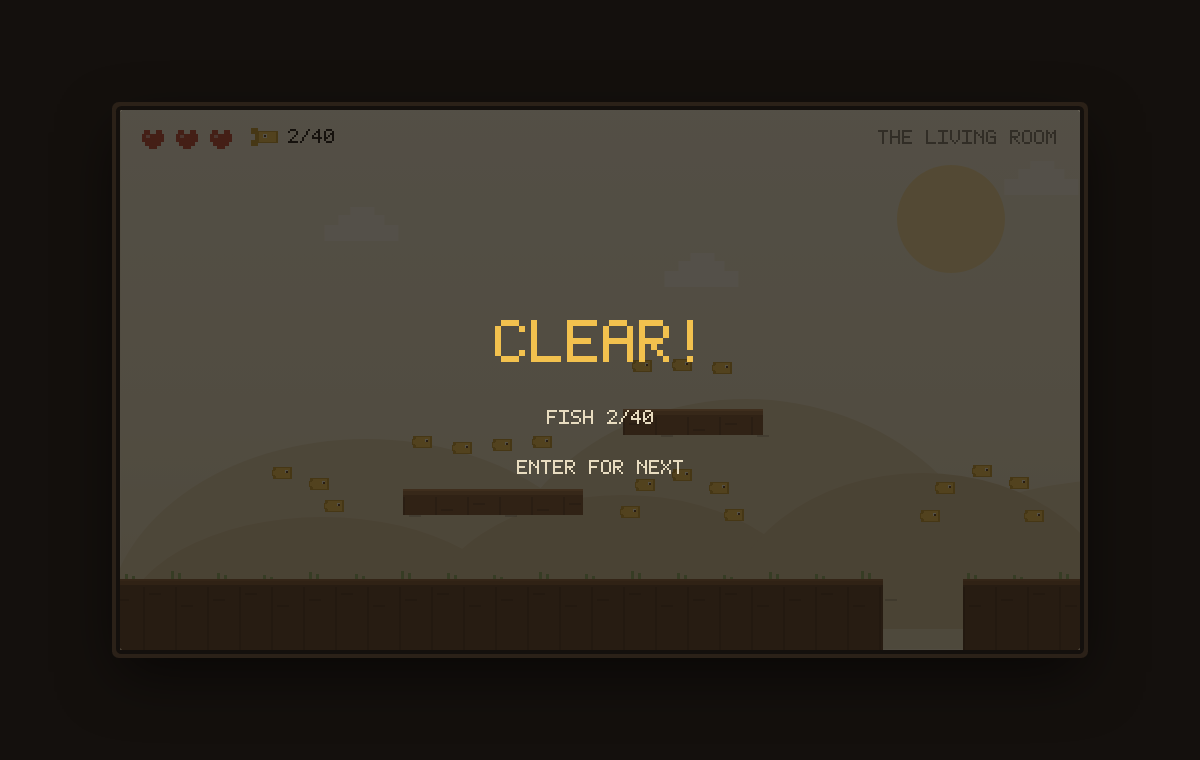 2/40
THE LIVING ROOM
CLEAR!
FISH 2/40
ENTER FOR NEXT